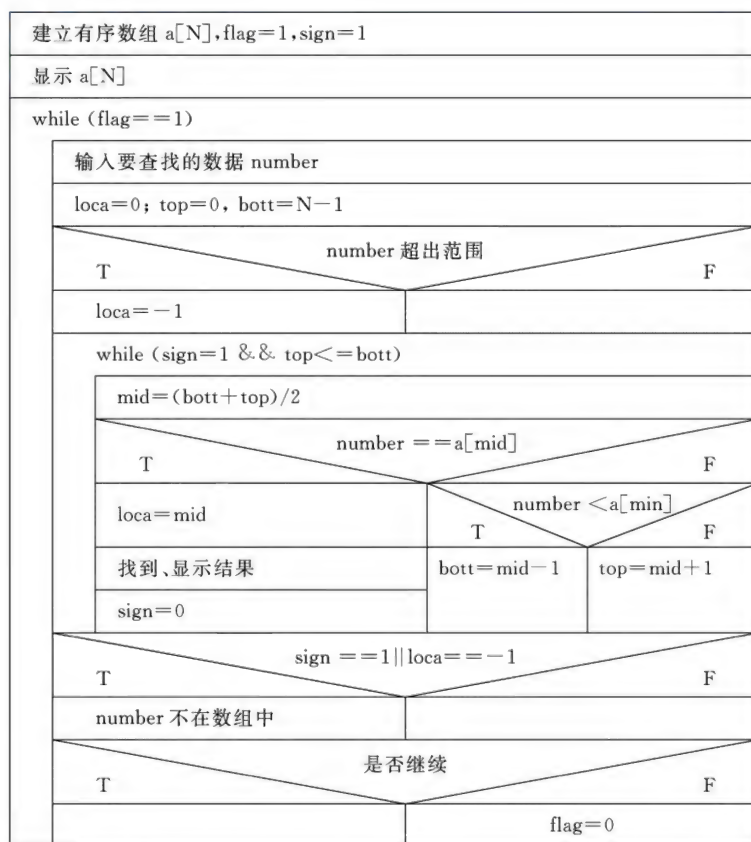 建立有序数组 a[N],flag=1,sign=1
显示 a[N]
while (flag==1)
输入要查找的数据 number
loca=0; top=0, bott=N-1
number 超出范围
T F
loca=-1
while (sign=1 && top<=bott)
mid=(bott+top)/2
number ==a[mid]
T F
loca=mid
number <a[min]
T F
找到、显示结果
bott=mid-1 top=mid+1
sign=0
sign ==1||loca==-1
T F
number 不在数组中
是否继续
T F
flag=0